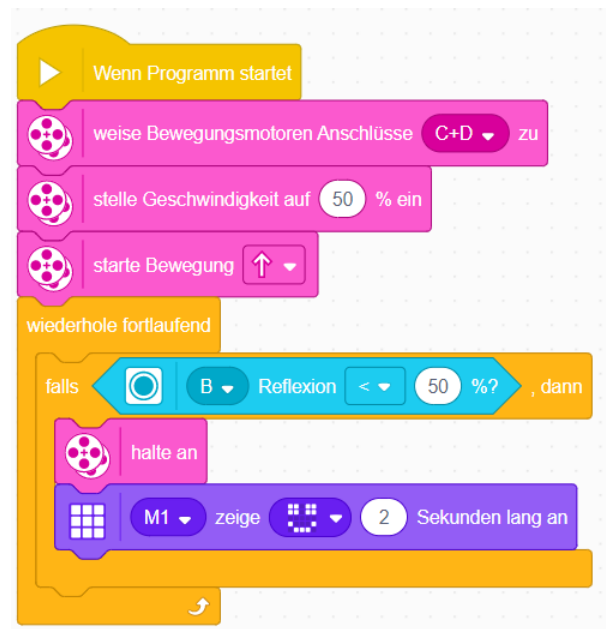 Wenn Programm startet
weise Bewegungsmotoren Anschlüsse C+D zu
stelle Geschwindigkeit auf 50 % ein
starte Bewegung
wiederhole fortlaufend
falls B Reflexion < 50 %? , dann
halte an
M1 zeige 2 Sekunden lang an